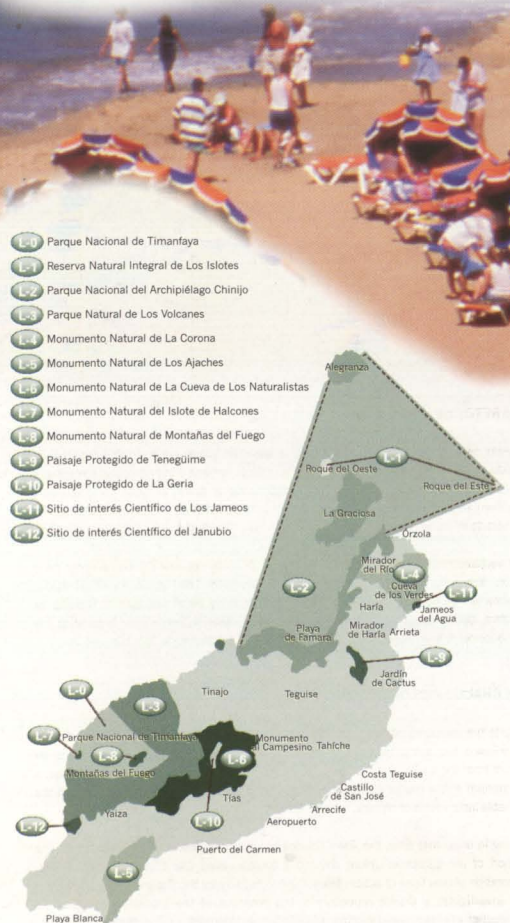 L-0 Parque Nacional de Timanfaya
L-1 Reserva Natural Integral de Los Islotes
L-2 Parque Nacional del Archipiélago Chinijo
L-3 Parque Natural de Los Volcanes
L-4 Monumento Natural de La Corona
L-5 Monumento Natural de Los Ajaches
L-6 Monumento Natural de La Cueva de Los Naturalistas
L-7 Monumento Natural del Islote de Halcones
L-8 Monumento Natural de Montañas del Fuego
L-9 Paisaje Protegido de Tenegüime
L-10 Paisaje Protegido de La Geria
L-11 Sitio de interés Científico de Los Jameos
L-12 Sitio de interés Científico del Janubio
Alegranza
Roque del Oeste
L-1
Roque del Este
La Graciosa
Órzola
Mirador
del Río
L-4
L-2
Cueva
de los Verdes
L-11
Haría
Jameos
del Agua
Playa
de Famara
Mirador
de Haría
Arrieta
L-9
Jardín
de Cactus
L-0
L-3
Tinajo
Teguise
L-7
Parque Nacional de Timanfaya
Monumento
al Campesino
Tahíche
L-8
L-6
Montañas del Fuego
Costa Teguise
Tías
Castillo
de San José
Yaiza
Arrecife
L-12
L-10
Aeropuerto
Puerto del Carmen
L-5
Playa Blanca